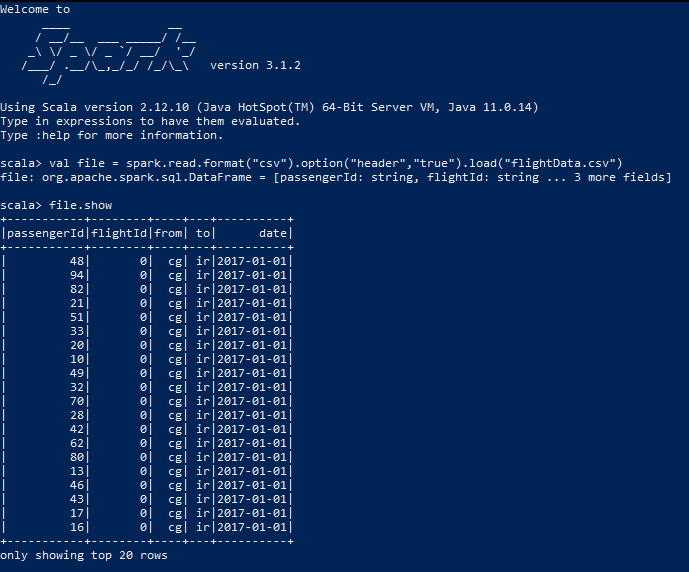 Welcome to
      ____              __
     / __/__  ___ _____/ /__
    _\ \/ _ \/ _ `/ __/  '_/
   /___/ .__/\_,_/_/ /_/\_\   version 3.1.2
      /_/

Using Scala version 2.12.10 (Java HotSpot(TM) 64-Bit Server VM, Java 11.0.14)
Type in expressions to have them evaluated.
Type :help for more information.

scala> val file = spark.read.format("csv").option("header","true").load("flightData.csv")
file: org.apache.spark.sql.DataFrame = [passengerId: string, flightId: string ... 3 more fields]

scala> file.show
+-----------+--------+----+---+----------+
|passengerId|flightId|from| to|      date|
+-----------+--------+----+---+----------+
|         48|       0|  cg| ir|2017-01-01|
|         94|       0|  cg| ir|2017-01-01|
|         82|       0|  cg| ir|2017-01-01|
|         21|       0|  cg| ir|2017-01-01|
|         51|       0|  cg| ir|2017-01-01|
|         33|       0|  cg| ir|2017-01-01|
|         20|       0|  cg| ir|2017-01-01|
|         10|       0|  cg| ir|2017-01-01|
|         49|       0|  cg| ir|2017-01-01|
|         32|       0|  cg| ir|2017-01-01|
|         70|       0|  cg| ir|2017-01-01|
|         28|       0|  cg| ir|2017-01-01|
|         42|       0|  cg| ir|2017-01-01|
|         62|       0|  cg| ir|2017-01-01|
|         80|       0|  cg| ir|2017-01-01|
|         13|       0|  cg| ir|2017-01-01|
|         46|       0|  cg| ir|2017-01-01|
|         43|       0|  cg| ir|2017-01-01|
|         17|       0|  cg| ir|2017-01-01|
|         16|       0|  cg| ir|2017-01-01|
+-----------+--------+----+---+----------+
only showing top 20 rows